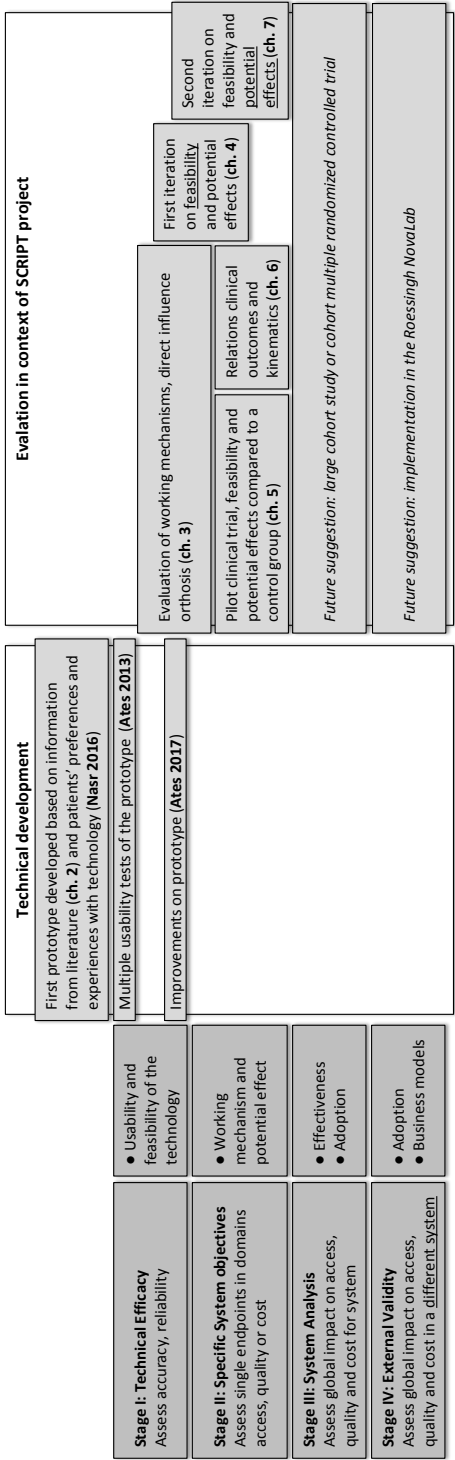 Stage I: Technical Efficacy
Assess accuracy, reliability
Stage II: Specific System objectives
Assess single endpoints in domains
access, quality or cost
Stage III: System Analysis
Assess global impact on access,
quality and cost for system
Stage IV: External Validity
Assess global impact on access,
quality and cost in a different system
● Usability and
feasibility of the
technology
● Working
mechanism and
potential effect
● Effectiveness
● Adoption
● Adoption
● Business models
Technical development
First prototype developed based on information
from literature (ch. 2) and patients’ preferences and
experiences with technology (Nasr 2016)
Multiple usability tests of the prototype (Ates 2013)
Improvements on prototype (Ates 2017)
Evalation in context of SCRIPT project
Evaluation of working mechanisms, direct influence
orthosis (ch. 3)
First iteration
on feasibility
and potential
effects (ch. 4)
Second
iteration on
feasibility and
potential
effects (ch. 7)
Pilot clinical trial, feasibility and
potential effects compared to a
control group (ch. 5)
Relations clinical
outcomes and
kinematics (ch. 6)
Future suggestion: large cohort study or cohort multiple randomized controlled trial
Future suggestion: implementation in the Roessingh NovaLab